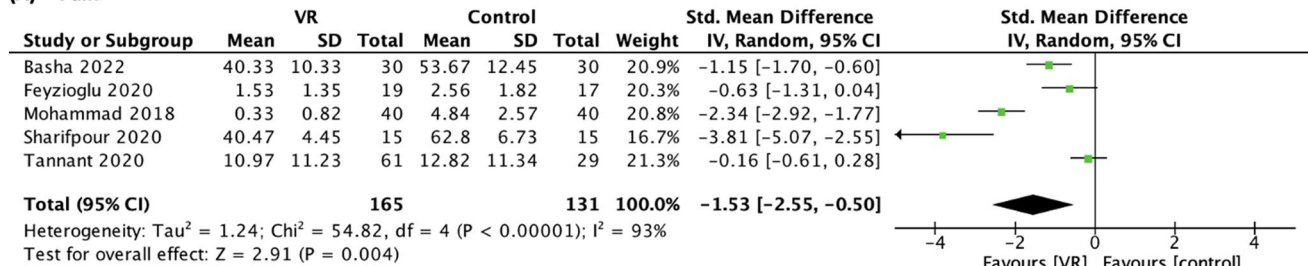 VR Control Std. Mean Difference Std. Mean Difference
Study or Subgroup Mean SD Total Mean SD Total Weight IV, Random, 95% CI IV, Random, 95% CI
Basha 2022 40.33 10.33 30 53.67 12.45 30 20.9% −1.15 [−1.70, −0.60]
Feyzioglu 2020 1.53 1.35 19 2.56 1.82 17 20.3% −0.63 [−1.31, 0.04]
Mohammad 2018 0.33 0.82 40 4.84 2.57 40 20.8% −2.34 [−2.92, −1.77]
Sharifpour 2020 40.47 4.45 15 62.8 6.73 15 16.7% −3.81 [−5.07, −2.55]
Tannant 2020 10.97 11.23 61 12.82 11.34 29 21.3% −0.16 [−0.61, 0.28]
Total (95% CI) 165 131 100.0% −1.53 [−2.55, −0.50]
Heterogeneity: Tau² = 1.24; Chi² = 54.82, df = 4 (P < 0.00001); I² = 93%
Test for overall effect: Z = 2.91 (P = 0.004)
−4 −2 0 2 4
Favours [VR] Favours [control]